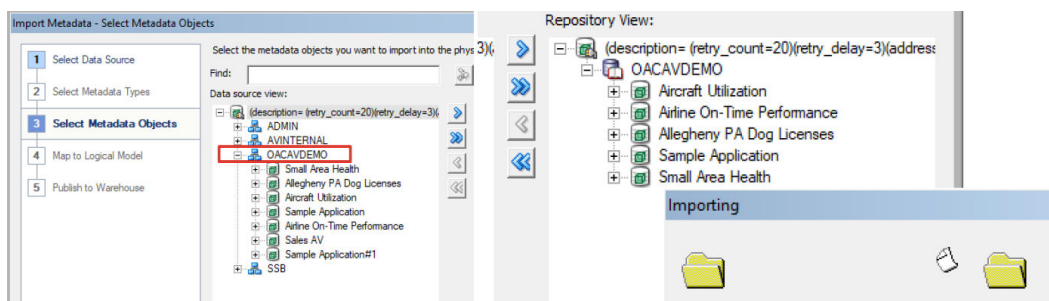 Import Metadata - Select Metadata Objects
1 Select Data Source
2 Select Metadata Types
3 Select Metadata Objects
4 Map to Logical Model
5 Publish to Warehouse
Select the metadata objects you want to import into the phys
Find:
Data source view:
(description= (retry_count=20)(retry_delay=3)(
ADMIN
AVINTERNAL
OACAVDEMO
Small Area Health
Allegheny PA Dog Licenses
Aircraft Utilization
Sample Application
Airline On-Time Performance
Sales AV
Sample Application#1
SSB
3)(
Repository View:
(description= (retry_count=20)(retry_delay=3)(address
OACAVDEMO
Aircraft Utilization
Airline On-Time Performance
Allegheny PA Dog Licenses
Sample Application
Small Area Health
Importing